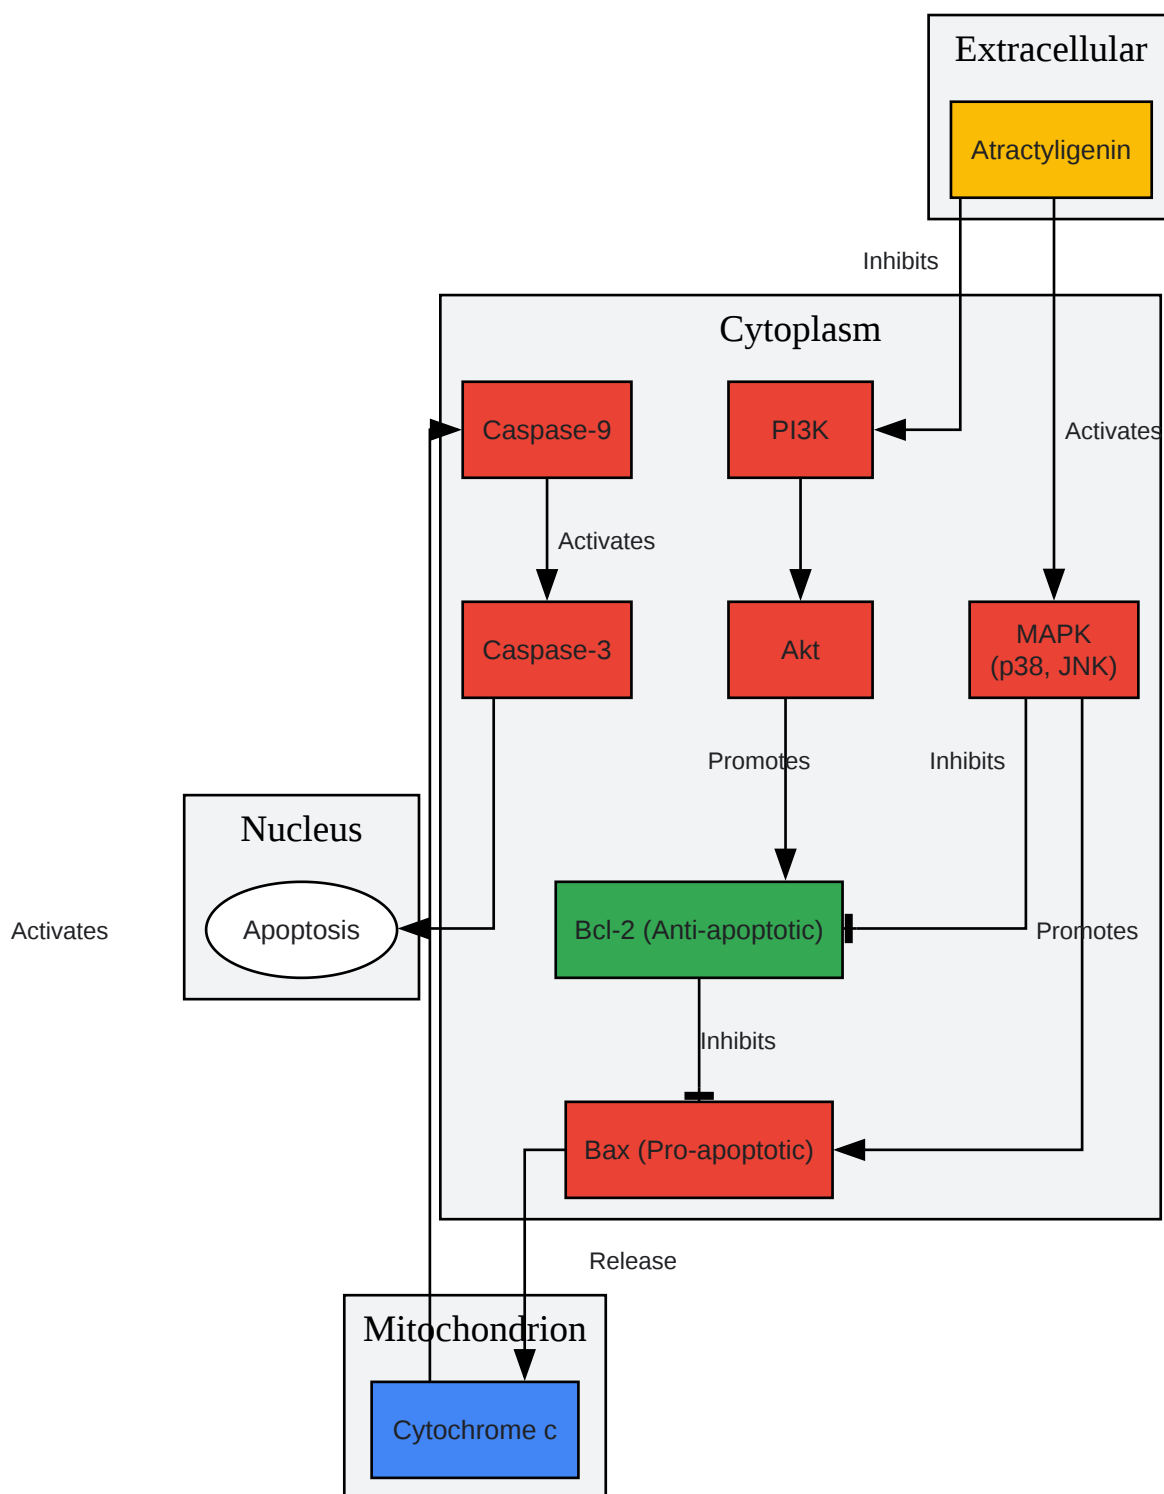 Extracellular
Atractyligenin
Inhibits
Cytoplasm
Caspase-9
PI3K
Activates
Activates
Caspase-3
Akt
MAPK
(p38, JNK)
Promotes
Inhibits
Nucleus
Activates
Apoptosis
Bcl-2 (Anti-apoptotic)
Promotes
Inhibits
Bax (Pro-apoptotic)
Release
Mitochondrion
Cytochrome c